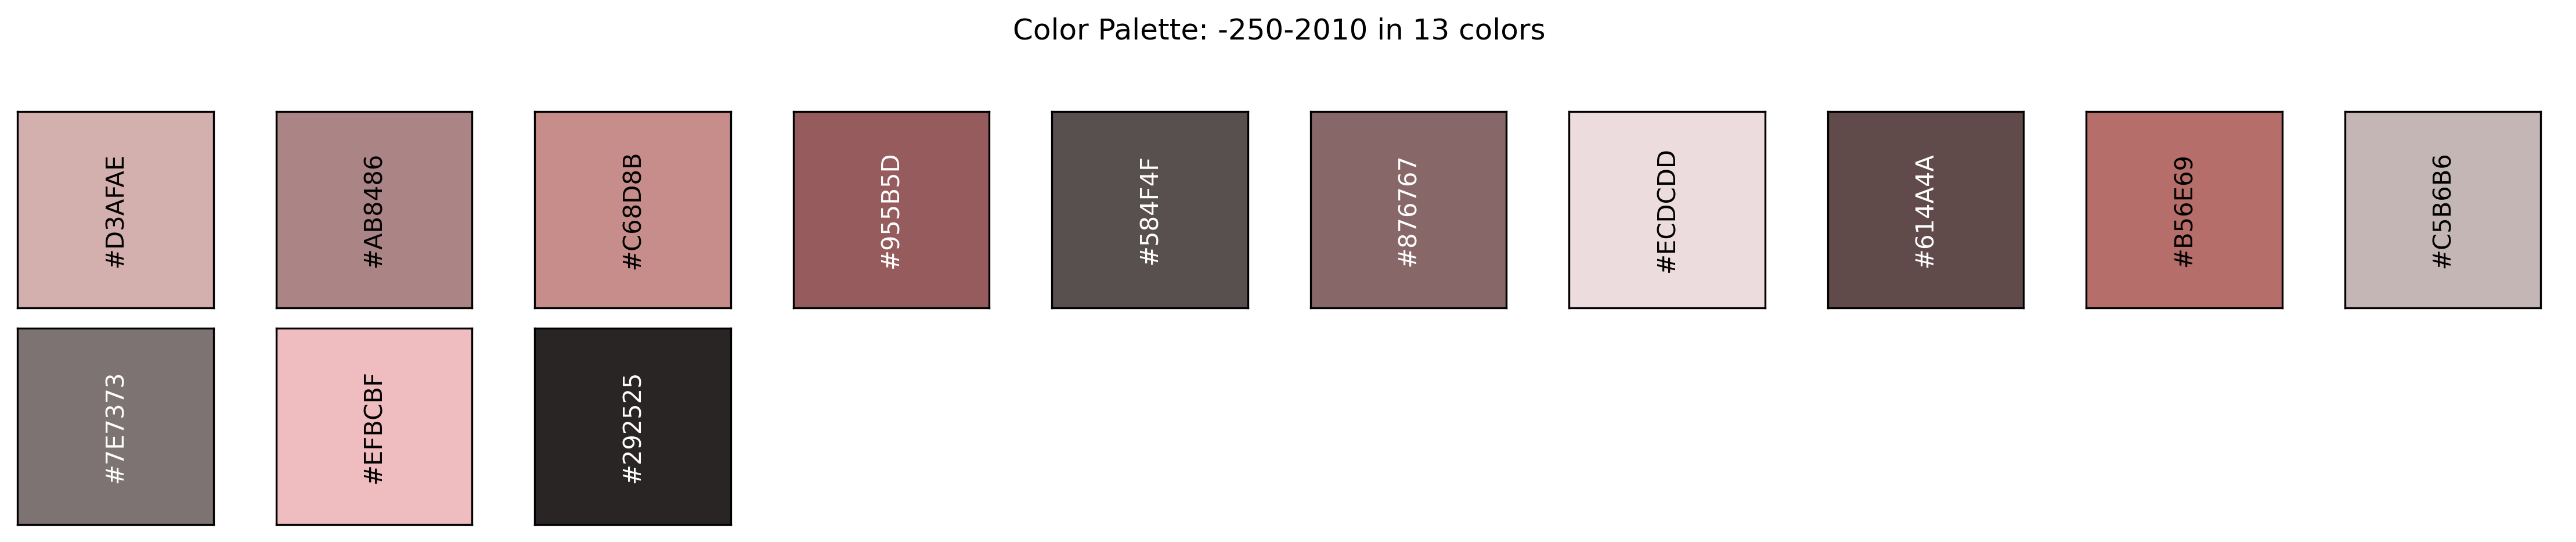 Color Palette: -250-2010 in 13 colors
#D3AFAE
#AB8486
#C68D8B
#955B5D
#584F4F
#876767
#ECDCDD
#614A4A
#B56E69
#C5B6B6
#7E7373
#EFBCBF
#292525